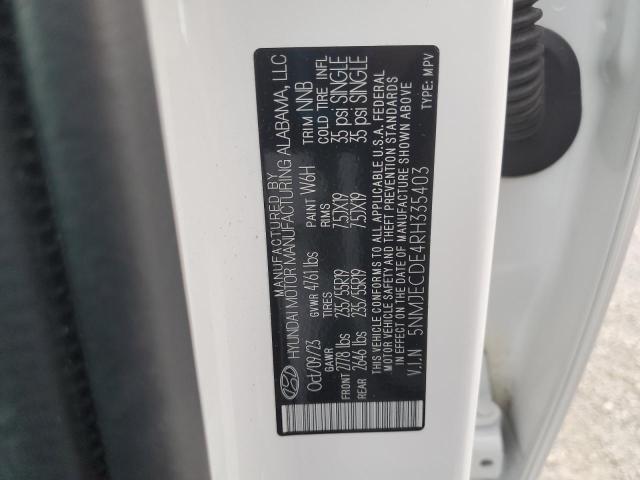 MANUFACTURED BY
HYUNDAI MOTOR MANUFACTURING ALABAMA, LLC
Oct/09/23 GVWR 4761 lbs PAINT W6H TRIM NNB
GAWR TIRES RIMS COLD TIRE INFL
FRONT 2778 lbs 235/55R19 7.5JX19 35 psi SINGLE
REAR 2646 lbs 235/55R19 7.5JX19 35 psi SINGLE
THIS VEHICLE CONFORMS TO ALL APPLICABLE U.S.A. FEDERAL
MOTOR VEHICLE SAFETY AND THEFT PREVENTION STANDARDS
IN EFFECT ON THE DATE OF MANUFACTURE SHOWN ABOVE
V.I.N 5NMJECDE4RH335403 TYPE: MPV